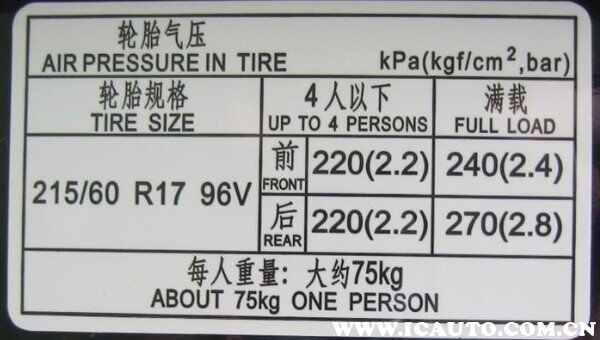 轮胎气压
AIR PRESSURE IN TIRE kPa(kgf/cm²,bar)
轮胎规格 4人以下 满载
TIRE SIZE UP TO 4 PERSONS FULL LOAD
215/60 R17 96V
前 FRONT 220(2.2) 240(2.4)
后 REAR 220(2.2) 270(2.8)
每人重量：大约75kg
ABOUT 75kg ONE PERSON
WWW.ICAUTO.COM.CN